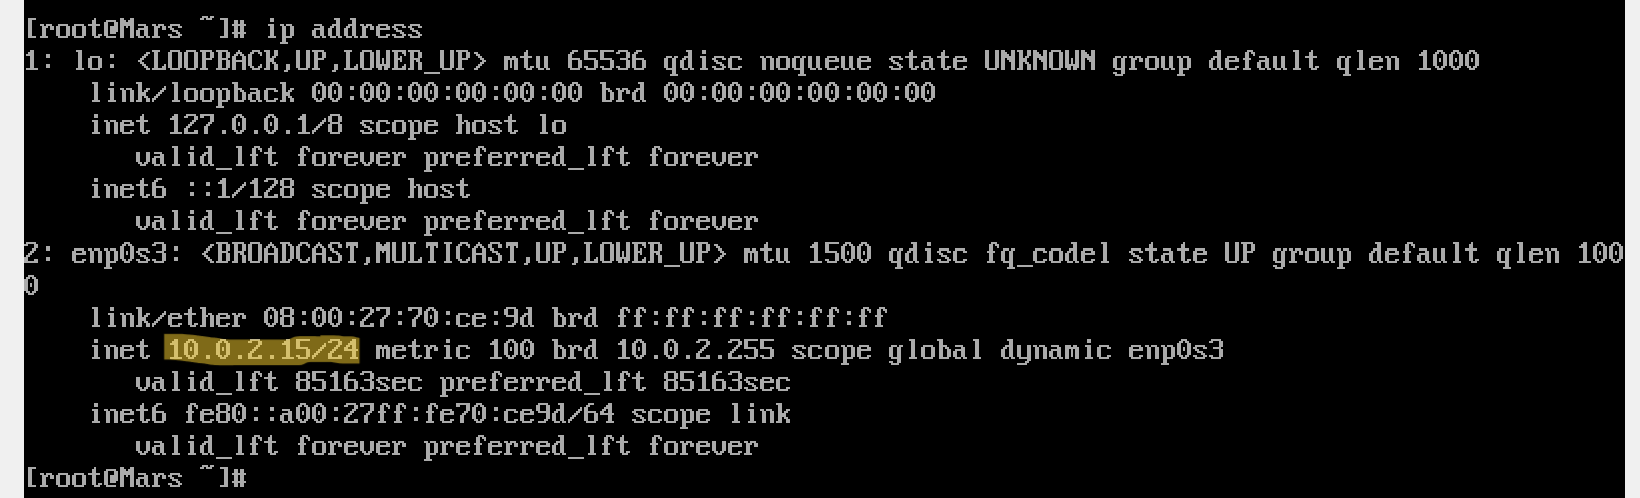 [root@Mars ~]# ip address
1: lo: <LOOPBACK,UP,LOWER_UP> mtu 65536 qdisc noqueue state UNKNOWN group default qlen 1000
link/loopback 00:00:00:00:00:00 brd 00:00:00:00:00:00
inet 127.0.0.1/8 scope host lo
valid_lft forever preferred_lft forever
inet6 ::1/128 scope host
valid_lft forever preferred_lft forever
2: enp0s3: <BROADCAST,MULTICAST,UP,LOWER_UP> mtu 1500 qdisc fq_codel state UP group default qlen 100
0
link/ether 08:00:27:70:ce:9d brd ff:ff:ff:ff:ff:ff
inet 10.0.2.15/24 metric 100 brd 10.0.2.255 scope global dynamic enp0s3
valid_lft 85163sec preferred_lft 85163sec
inet6 fe80::a00:27ff:fe70:ce9d/64 scope link
valid_lft forever preferred_lft forever
[root@Mars ~]#